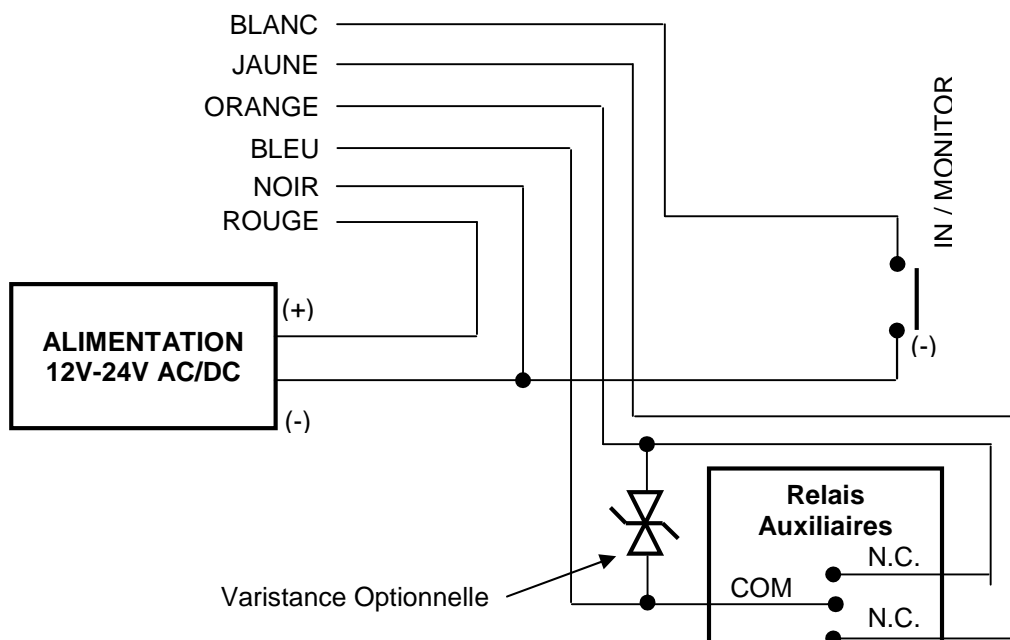 BLANC
JAUNE
ORANGE
BLEU
NOIR
ROUGE
IN / MONITOR
ALIMENTATION
12V-24V AC/DC
(+)
(-)
(-)
Relais
Auxiliaires
N.C.
COM
N.C.
Varistance Optionnelle